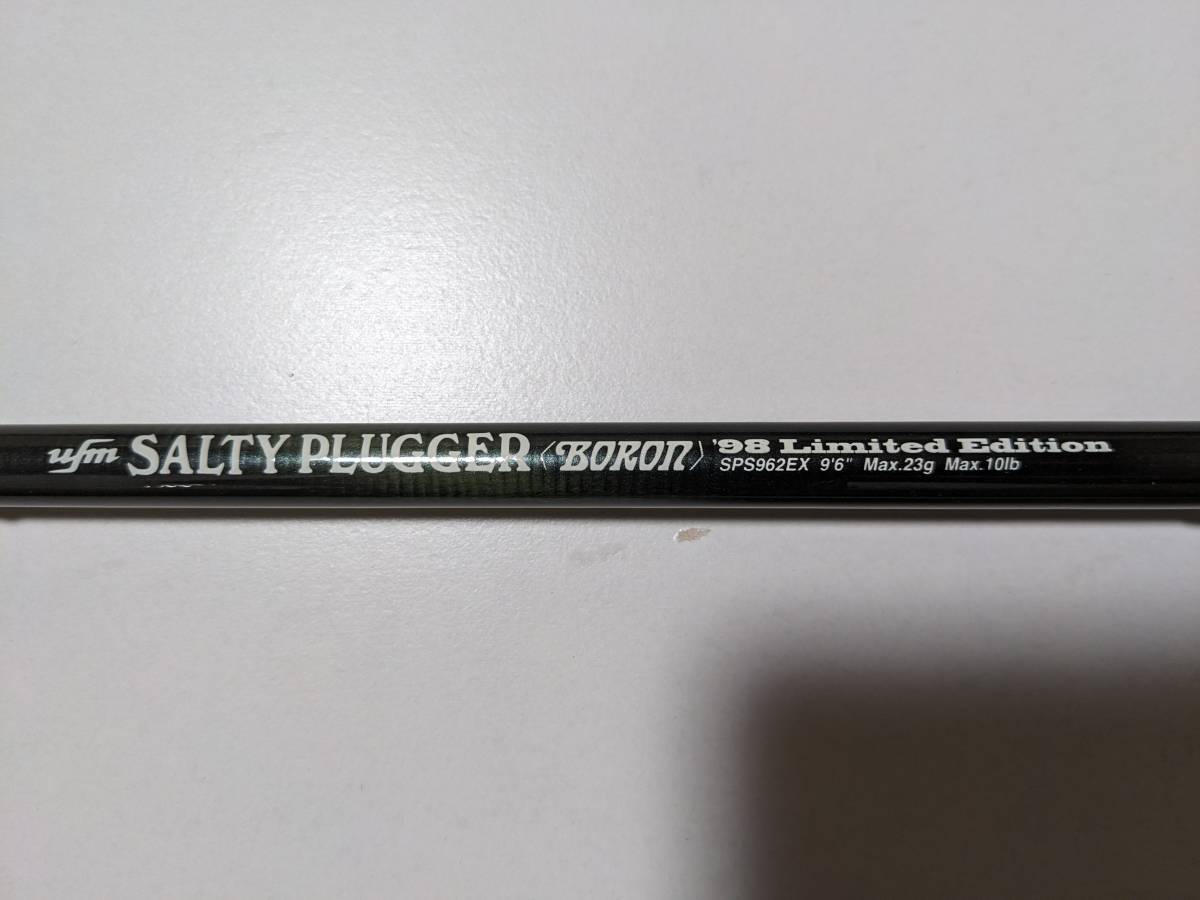 ufm SALTY PLUGGER 〈BORON〉 '98 Limited Edition
SPS962EX 9'6" Max.23g Max.10lb